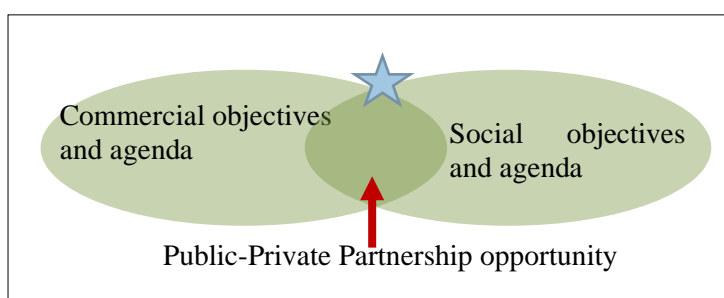 Commercial objectives
and agenda
Social objectives
and agenda
Public-Private Partnership opportunity